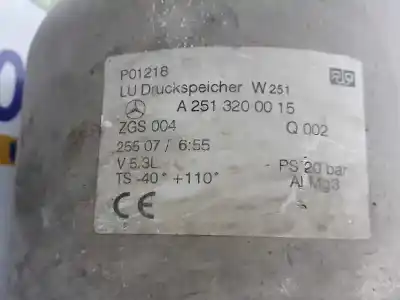 P01218
LU Druckspeicher W 251
A 251 320 00 15
ZGS 004 Q 002
255 07 / 6:55
V 5.3L PS 20 bar
TS -40° +110° Al Mg3
CE